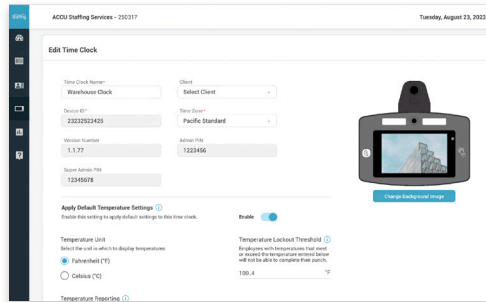 ACCU Staffing Services - 250317
Tuesday, August 23, 2022
Edit Time Clock
Time Clock Name*
Client
Warehouse Clock
Select Client
Device ID*
Time Zone*
23232523425
Pacific Standard
Version Number
Admin PIN
1.1.77
1223456
Super Admin PIN
12345678
Change Background Image
Apply Default Temperature Settings
Enable this setting to apply default settings to this time clock.
Enable
Temperature Unit
Temperature Lockout Threshold
Select the unit in which to display temperatures
Employees with temperatures that meet
or exceed the temperature entered below
will not be able to complete their punch.
Fahrenheit (°F)
100.4 °F
Celsius (°C)
Temperature Reporting